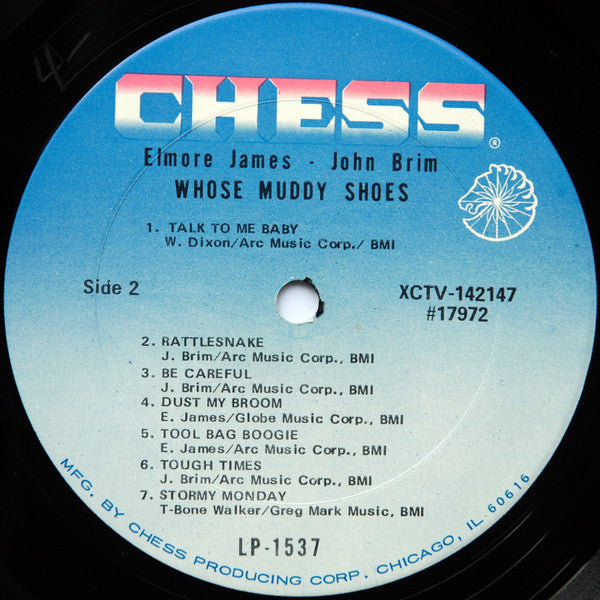 CHESS
®
Elmore James - John Brim
WHOSE MUDDY SHOES
1. TALK TO ME BABY
W. Dixon/Arc Music Corp./ BMI
Side 2
XCTV-142147
#17972
2. RATTLESNAKE
J. Brim/Arc Music Corp., BMI
3. BE CAREFUL
J. Brim/Arc Music Corp., BMI
4. DUST MY BROOM
E. James/Globe Music Corp., BMI
5. TOOL BAG BOOGIE
E. James/Arc Music Corp., BMI
6. TOUGH TIMES
J. Brim/Arc Music Corp., BMI
7. STORMY MONDAY
T-Bone Walker/Greg Mark Music, BMI
LP-1537
MFG. BY CHESS PRODUCING CORP. CHICAGO, IL. 60616